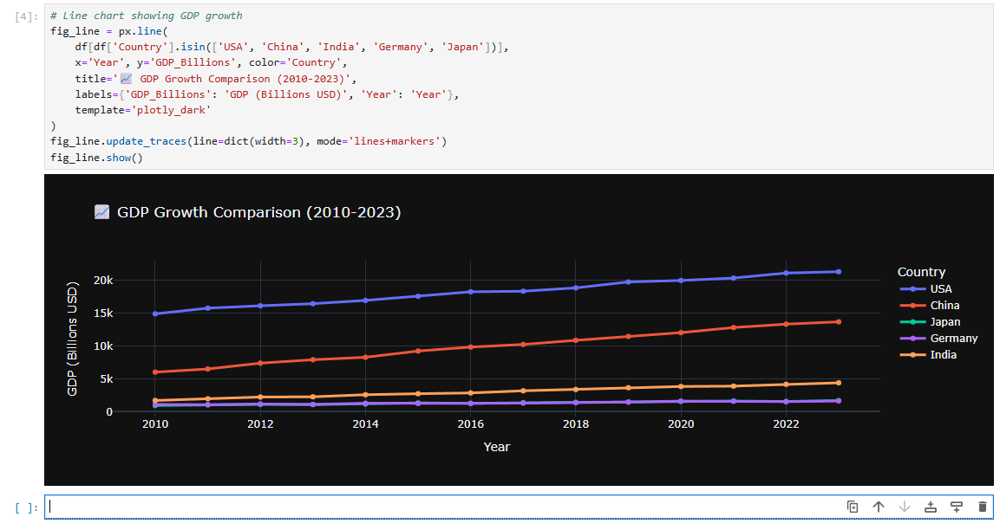 [4]:
# Line chart showing GDP growth
fig_line = px.line(
    df[df['Country'].isin(['USA', 'China', 'India', 'Germany', 'Japan'])],
    x='Year', y='GDP_Billions', color='Country',
    title='📈 GDP Growth Comparison (2010-2023)',
    labels={'GDP_Billions': 'GDP (Billions USD)', 'Year': 'Year'},
    template='plotly_dark'
)
fig_line.update_traces(line=dict(width=3), mode='lines+markers')
fig_line.show()
📈 GDP Growth Comparison (2010-2023)
GDP (Billions USD)
20k
15k
10k
5k
0
2010 2012 2014 2016 2018 2020 2022
Year
Country
USA
China
Japan
Germany
India
[ ]: